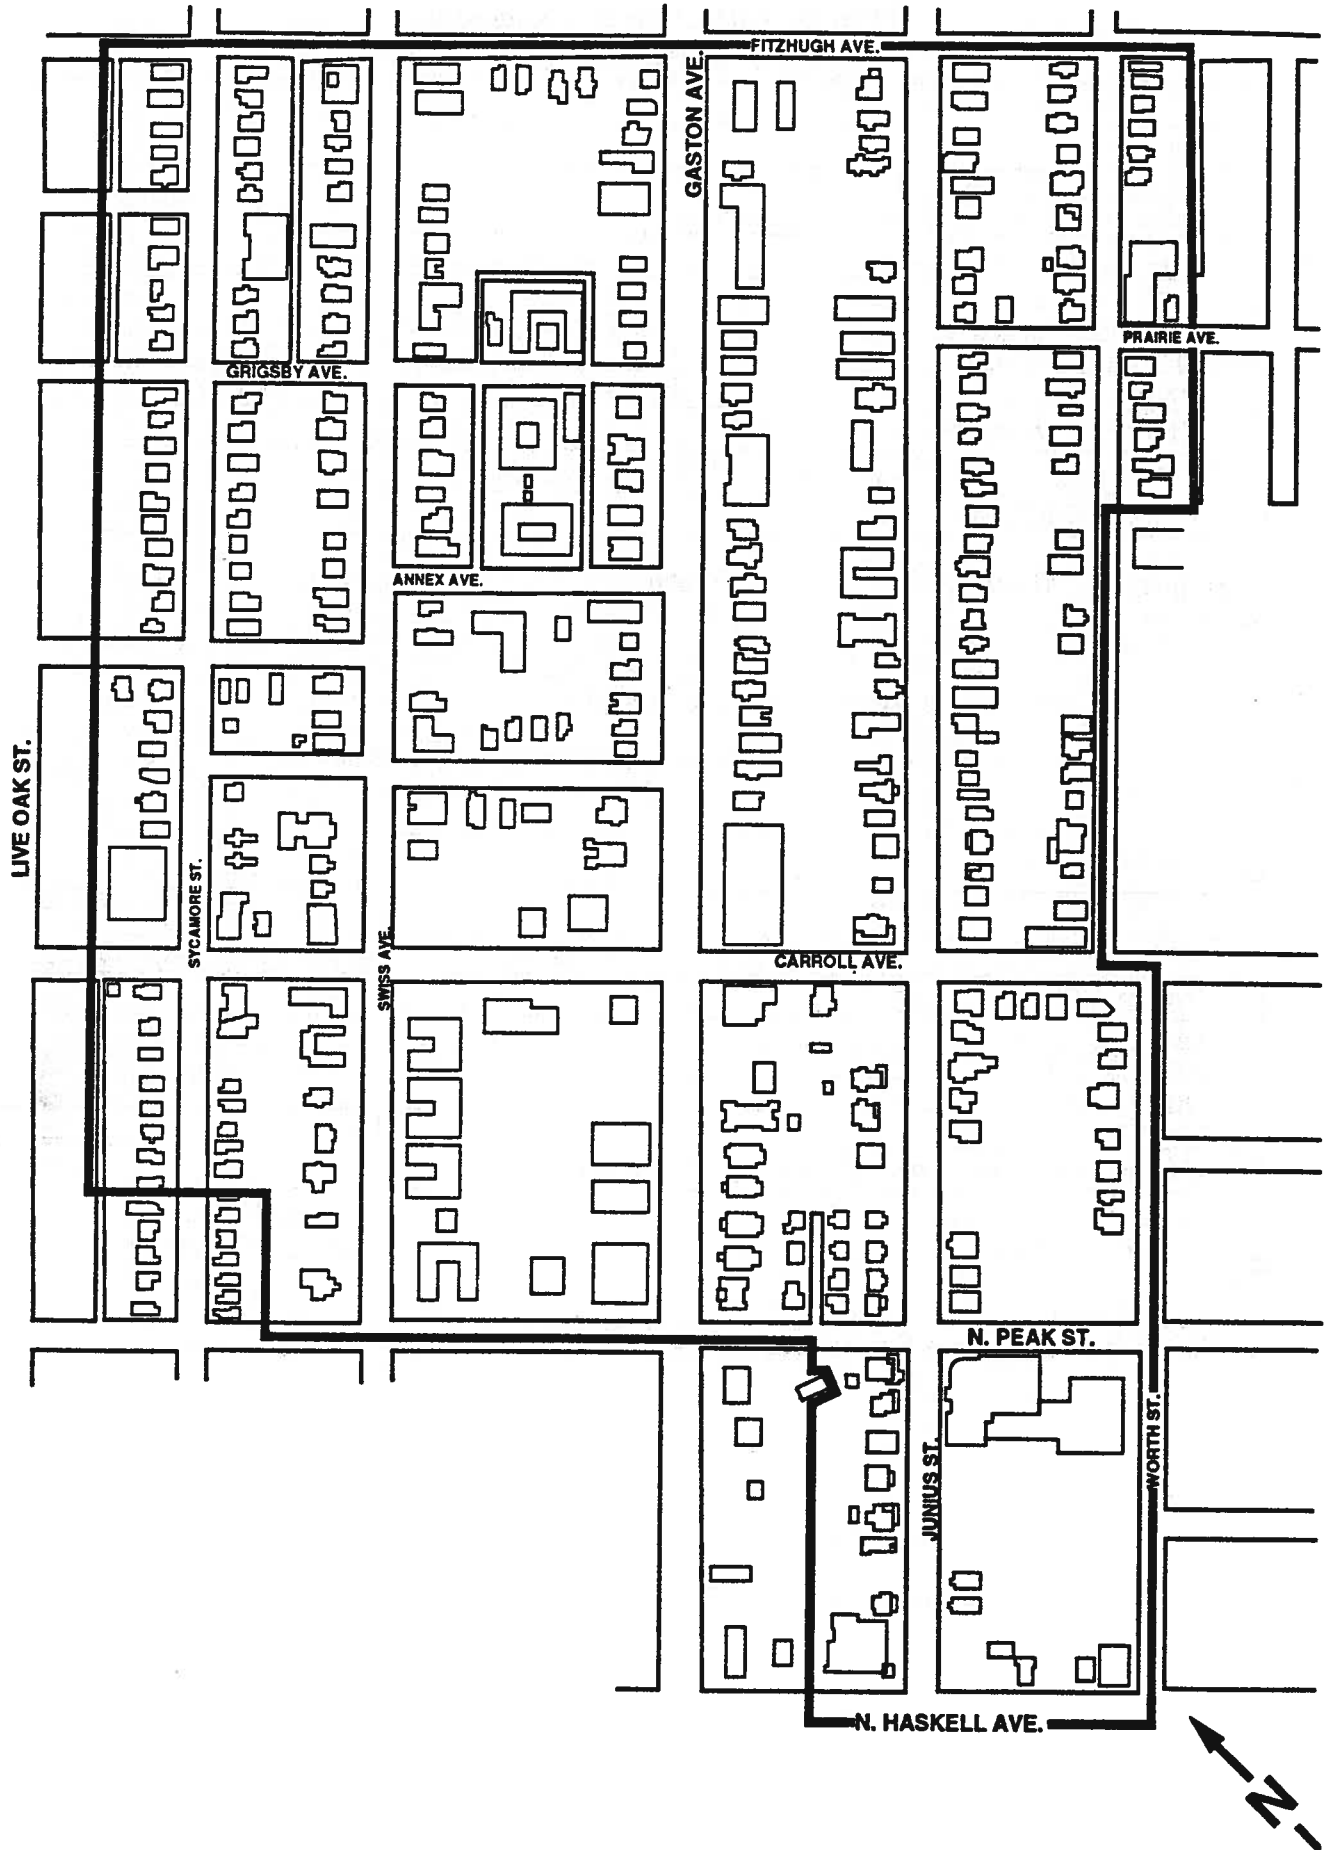 FITZHUGH AVE.
GASTON AVE.
PRAIRIE AVE.
GRIGSBY AVE.
ANNEX AVE.
LIVE OAK ST.
SYCAMORE ST.
SWISS AVE.
CARROLL AVE.
N. PEAK ST.
JUNIUS ST.
WORTH ST.
N. HASKELL AVE.
N